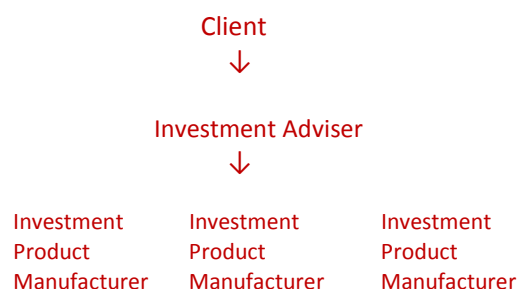 Client
↓
Investment Adviser
↓
Investment Investment Investment
Product Product Product
Manufacturer Manufacturer Manufacturer